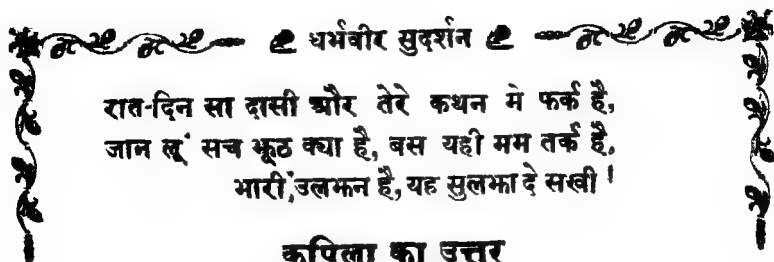 धर्मवीर सुदर्शन
रात-दिन सा दासी और तेरे कथन मे फर्क है,
जान लूं सच झूठ क्या है, बस यही मम तर्क है,
भारी, उलझन है, यह सुलझा दे सखी !
कपिला का उत्तर